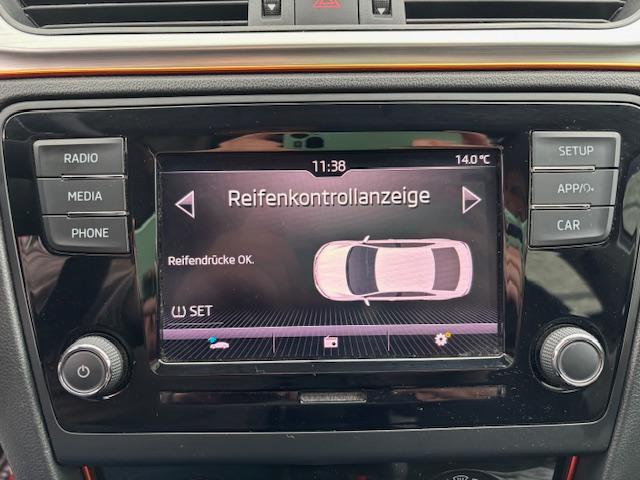 RADIO
MEDIA
PHONE
11:38
14.0 °C
Reifenkontrollanzeige
Reifendrücke OK.
SET
SETUP
APP/
CAR